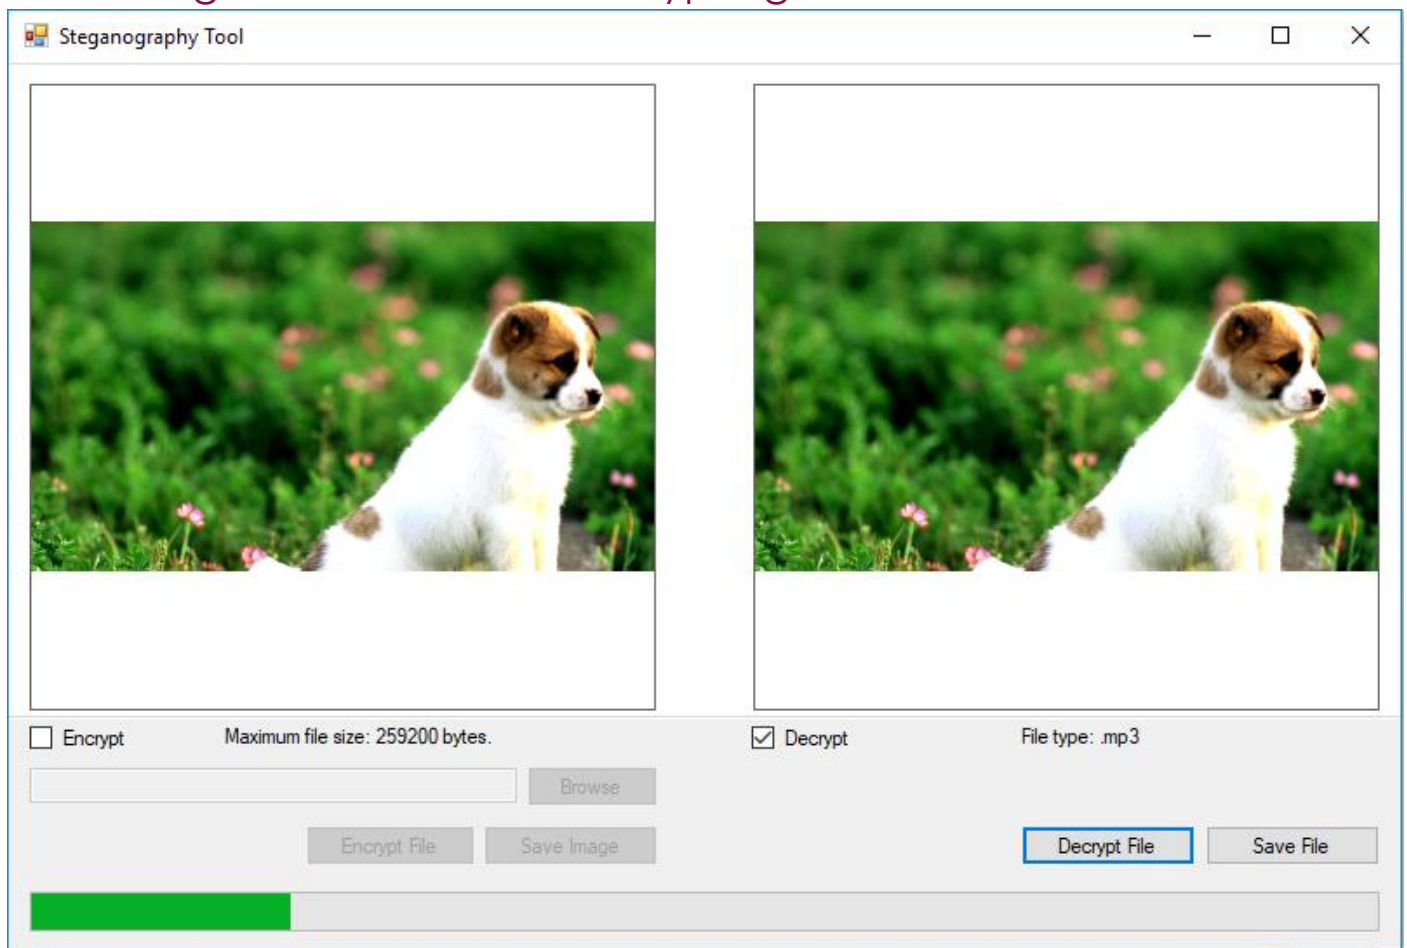 Steganography Tool
Encrypt
Maximum file size: 259200 bytes.
Decrypt
File type: .mp3
Browse
Encrypt File
Save Image
Decrypt File
Save File